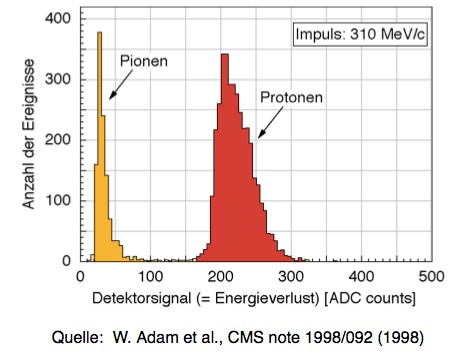 400
Impuls: 310 MeV/c
Pionen
300
Protonen
Anzahl der Ereignisse
200
100
0
0 100 200 300 400 500
Detektorsignal (= Energieverlust) [ADC counts]
Quelle: W. Adam et al., CMS note 1998/092 (1998)